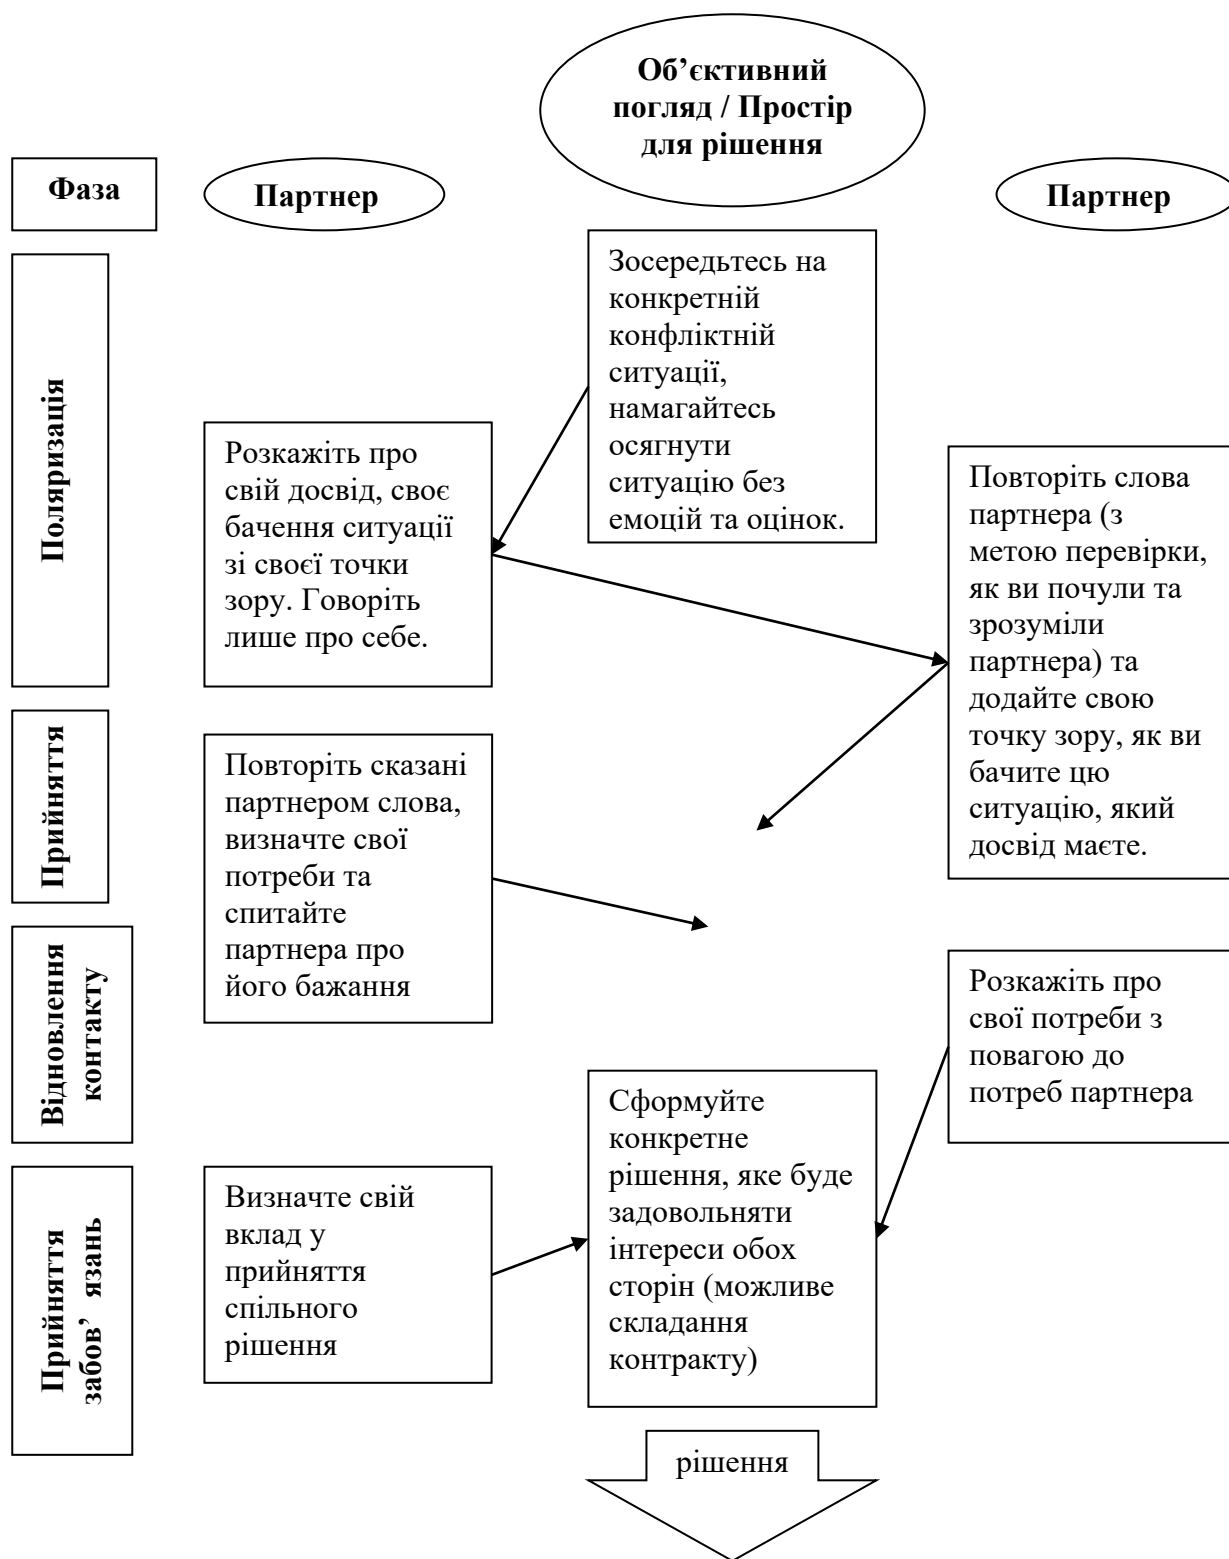 Об’єктивний
погляд / Простір
для рішення
Фаза
Партнер
Партнер
Поляризація
Зосередьтесь на
конкретній
конфліктній
ситуації,
намагайтесь
осягнути
ситуацію без
емоцій та оцінок.
Розкажіть про
свій досвід, своє
бачення ситуації
зі своєї точки
зору. Говоріть
лише про себе.
Повторіть слова
партнера (з
метою перевірки,
як ви почули та
зрозуміли
партнера) та
додайте свою
точку зору, як ви
бачите цю
ситуацію, який
досвід маєте.
Прийняття
Повторіть сказані
партнером слова,
визначте свої
потреби та
спитайте
партнера про
його бажання
Відновлення
контакту
Розкажіть про
свої потреби з
повагою до
потреб партнера
Прийняття
забов’ язань
Визначте свій
вклад у
прийняття
спільного
рішення
Сформуйте
конкретне
рішення, яке буде
задовольняти
інтереси обох
сторін (можливе
складання
контракту)
рішення